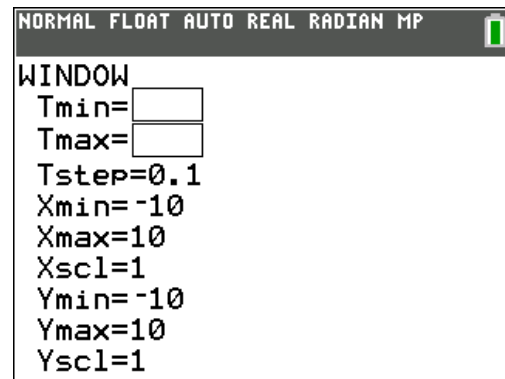 NORMAL FLOAT AUTO REAL RADIAN MP
WINDOW
Tmin=
Tmax=
Tstep=0.1
Xmin=-10
Xmax=10
Xscl=1
Ymin=-10
Ymax=10
Yscl=1